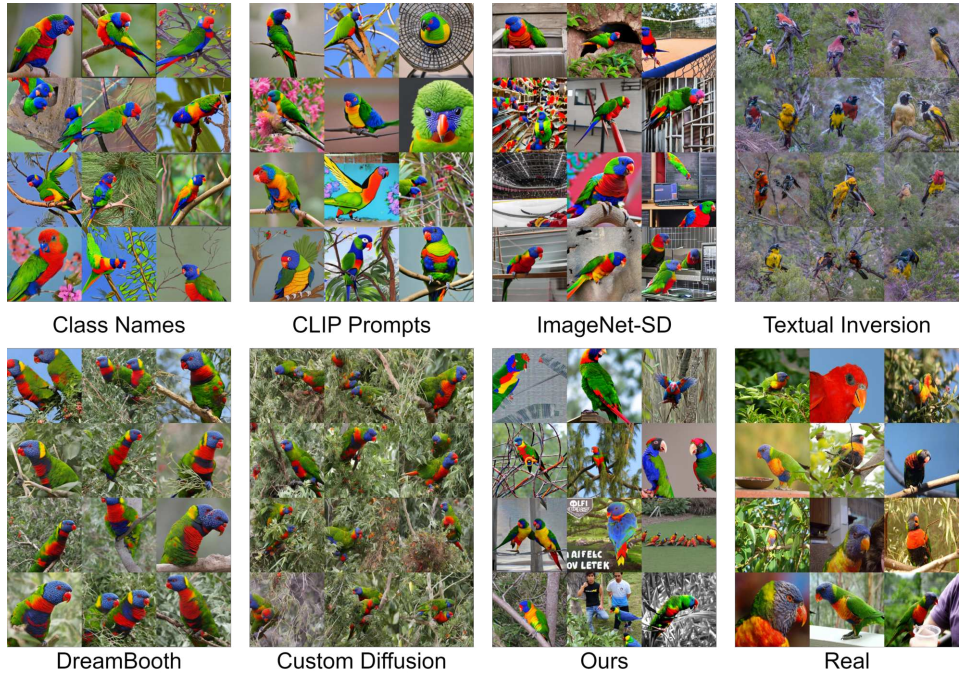 Class Names
CLIP Prompts
ImageNet-SD
Textual Inversion
DreamBooth
Custom Diffusion
Ours
Real